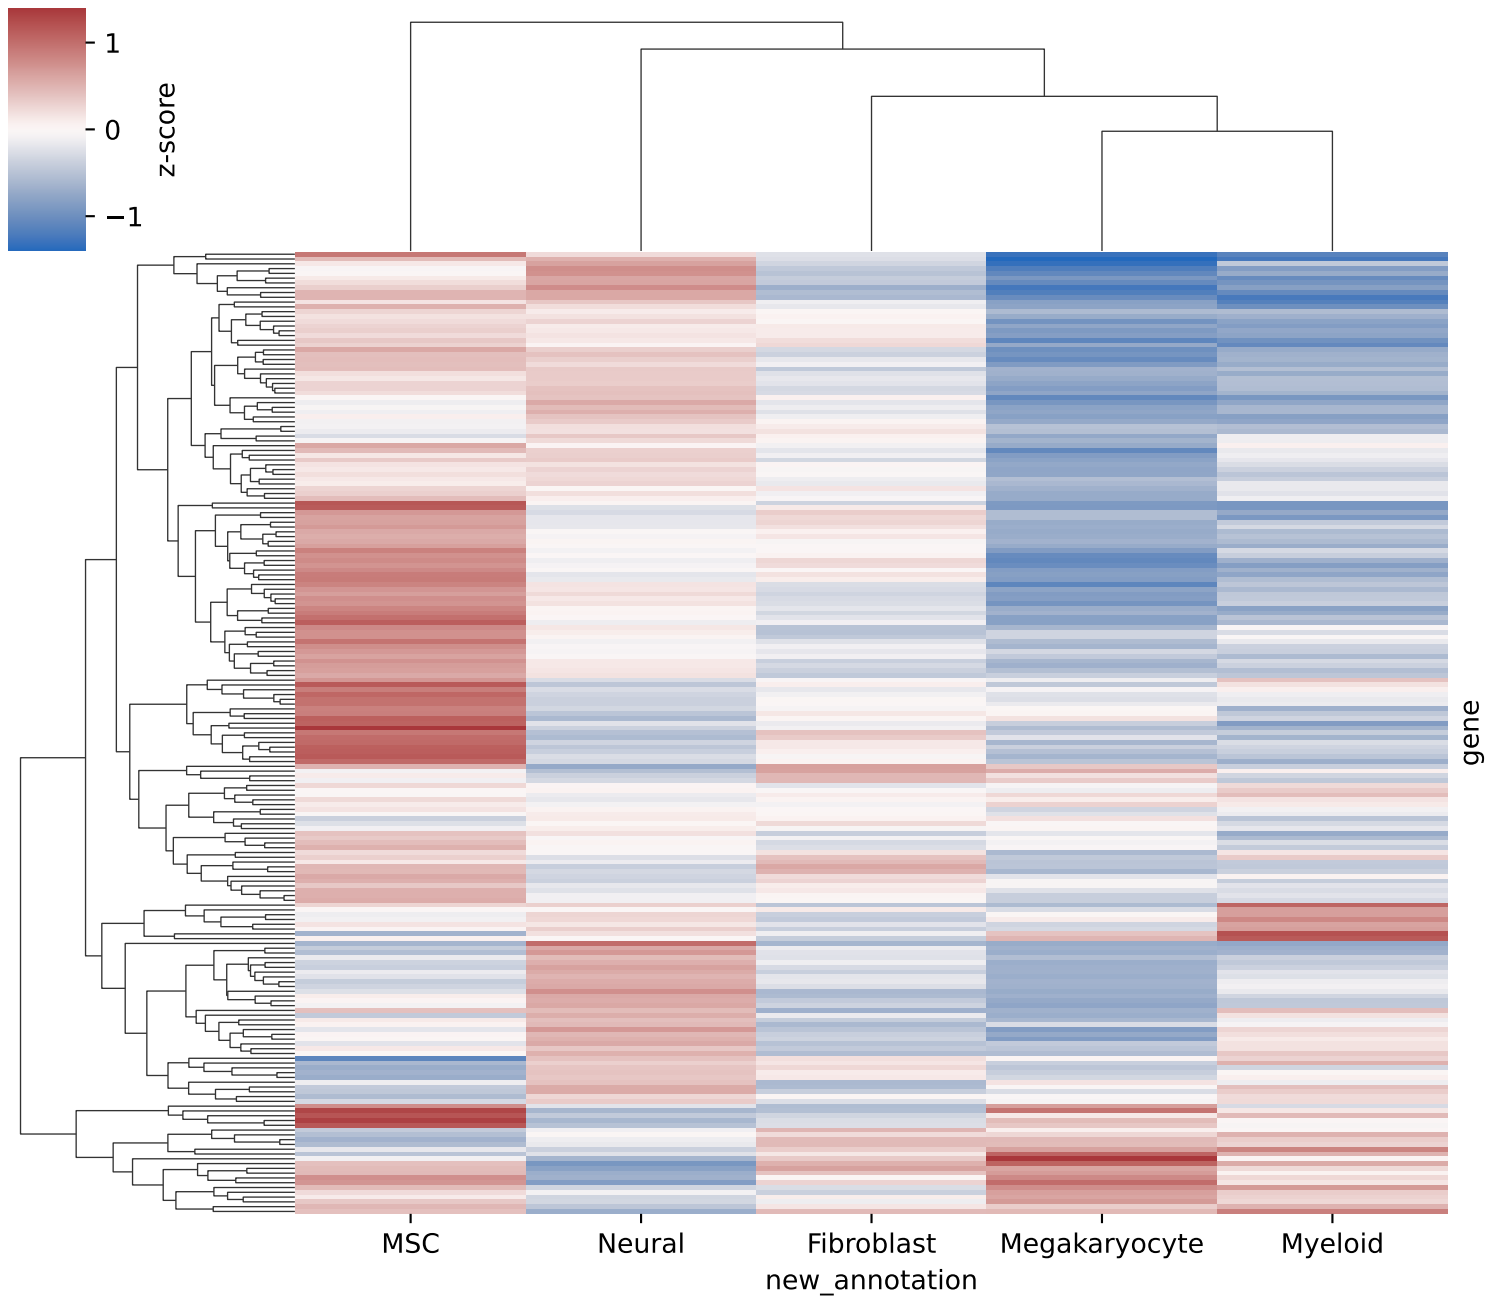 1
0
−1
z-score
gene
MSC
Neural
Fibroblast
Megakaryocyte
Myeloid
new_annotation